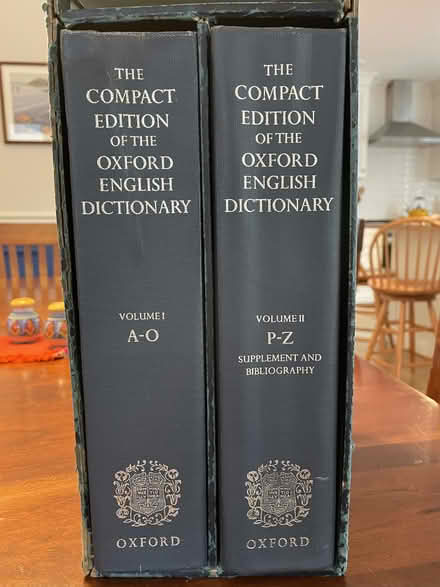 THE
COMPACT
EDITION
OF THE
OXFORD
ENGLISH
DICTIONARY
VOLUME I
A-O
OXFORD
THE
COMPACT
EDITION
OF THE
OXFORD
ENGLISH
DICTIONARY
VOLUME II
P-Z
SUPPLEMENT AND
BIBLIOGRAPHY
OXFORD